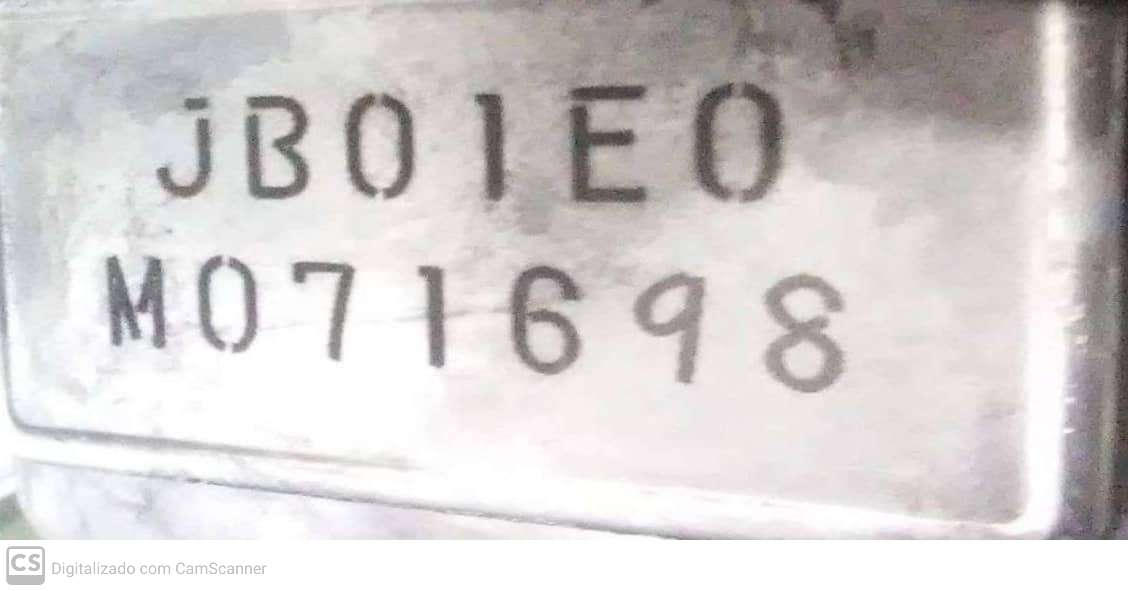 JB01E0
M071698
CS Digitalizado com CamScanner